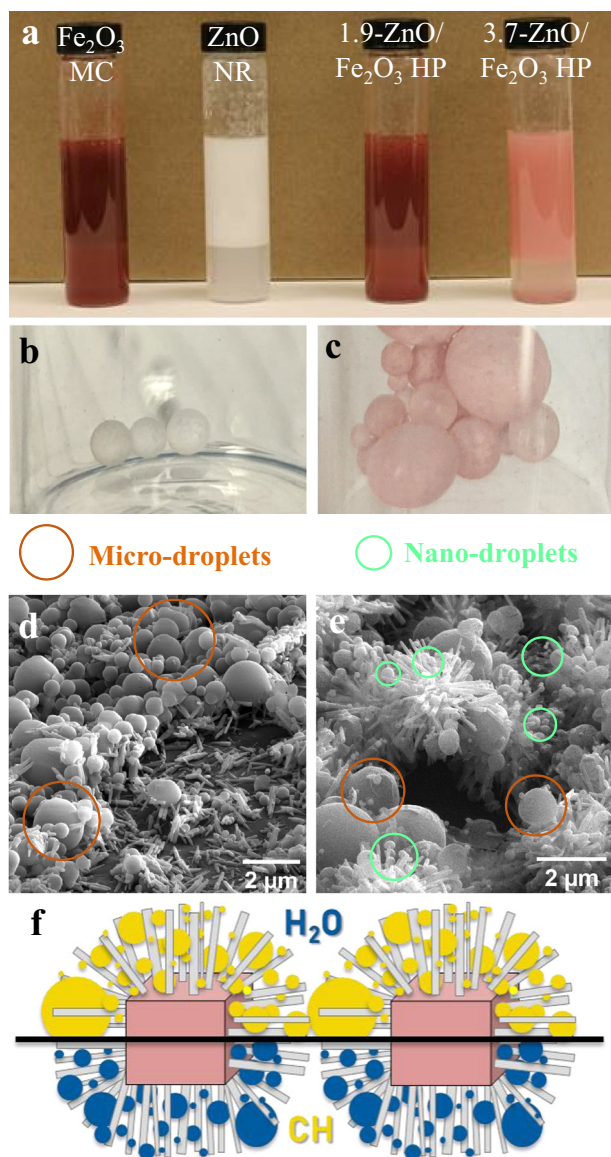 a
Fe₂O₃
MC
ZnO
NR
1.9-ZnO/
Fe₂O₃ HP
3.7-ZnO/
Fe₂O₃ HP
b
c
Micro-droplets
Nano-droplets
d
2 µm
e
2 µm
f
H₂O
CH